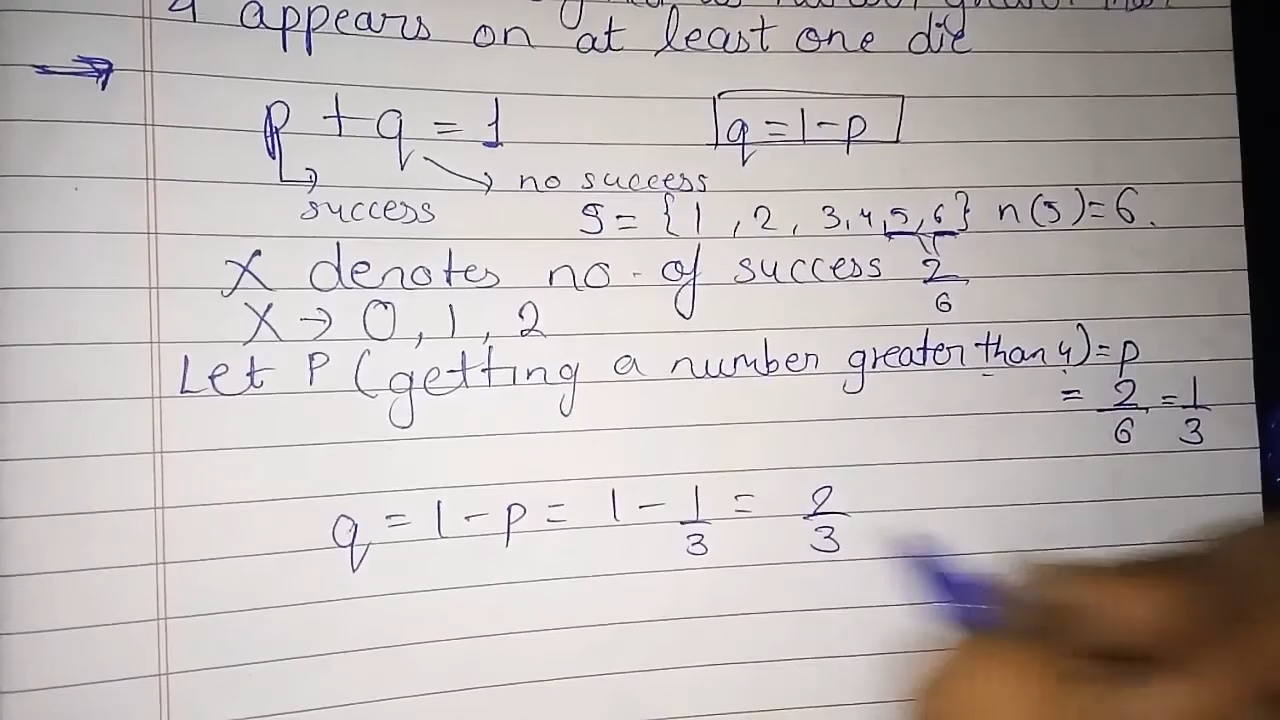 4 appears on at least one die
p + q = 1 q = 1 - p
no success
success
S = {1, 2, 3, 4, 5, 6} n(S) = 6.
X denotes no. of success 2/6
X → 0, 1, 2
Let P (getting a number greater than 4) = p
= 2/6 = 1/3
q = 1 - p = 1 - 1/3 = 2/3